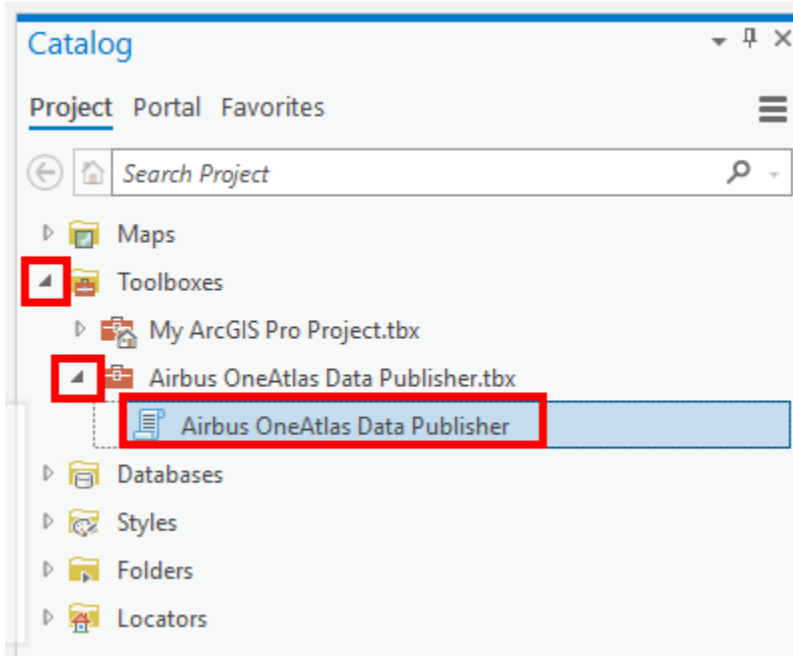 Catalog
Project Portal Favorites
Search Project
Maps
Toolboxes
My ArcGIS Pro Project.tbx
Airbus OneAtlas Data Publisher.tbx
Airbus OneAtlas Data Publisher
Databases
Styles
Folders
Locators